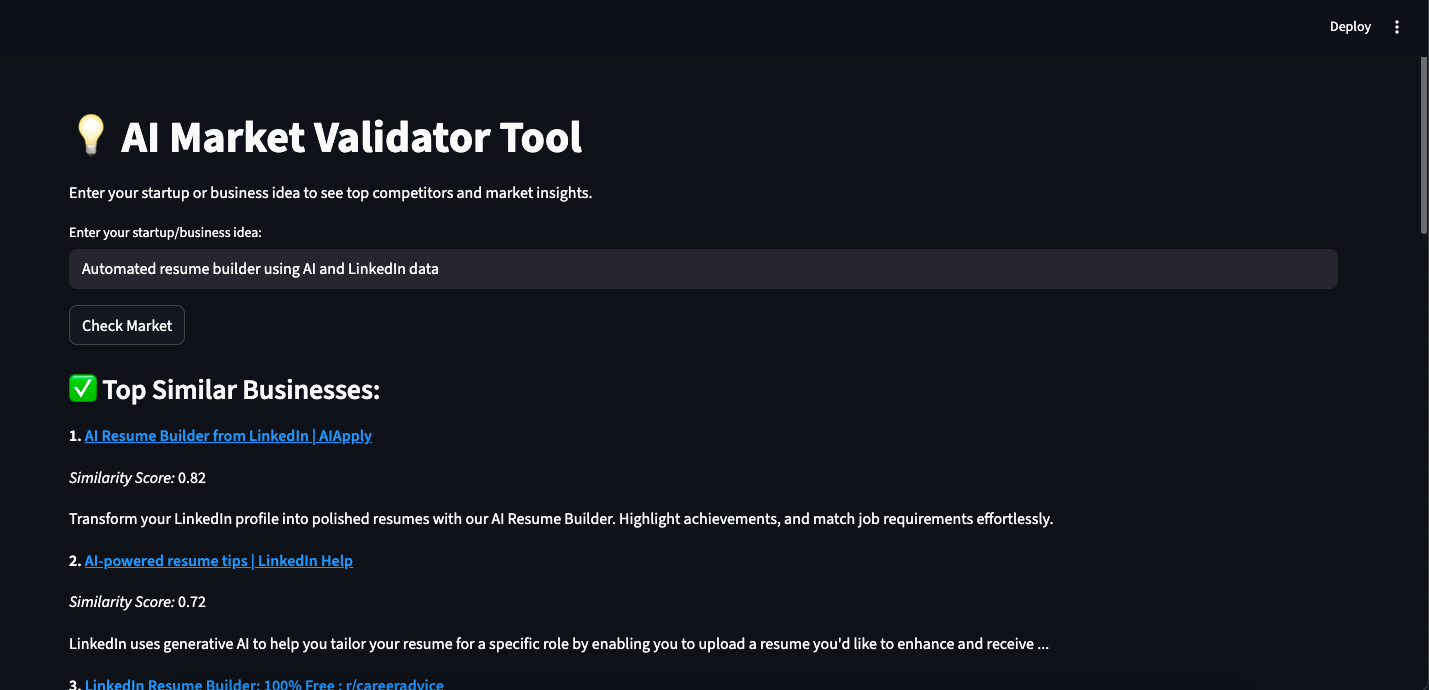 Deploy
AI Market Validator Tool
Enter your startup or business idea to see top competitors and market insights.
Enter your startup/business idea:
Automated resume builder using AI and LinkedIn data
Check Market
Top Similar Businesses:
1. AI Resume Builder from LinkedIn | AIApply
Similarity Score: 0.82
Transform your LinkedIn profile into polished resumes with our AI Resume Builder. Highlight achievements, and match job requirements effortlessly.
2. AI-powered resume tips | LinkedIn Help
Similarity Score: 0.72
LinkedIn uses generative AI to help you tailor your resume for a specific role by enabling you to upload a resume you'd like to enhance and receive ...
3. LinkedIn Resume Builder: 100% Free : r/careeradvice